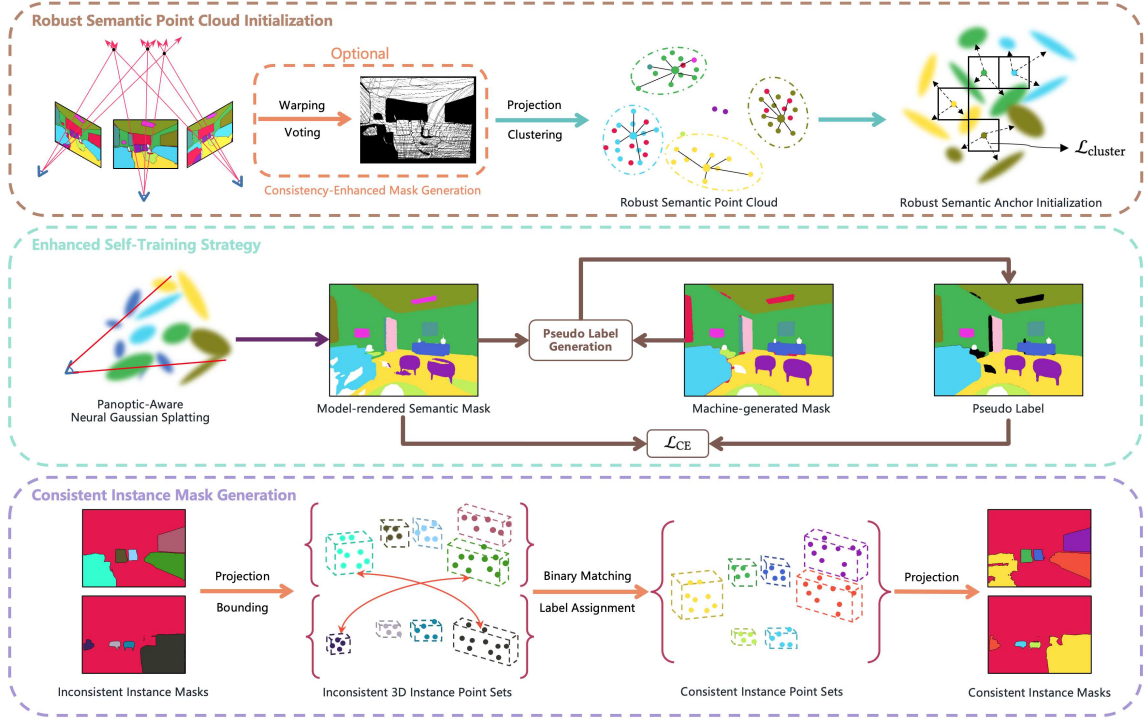 Robust Semantic Point Cloud Initialization
Optional
Warping
Voting
Consistency-Enhanced Mask Generation
Projection
Clustering
Robust Semantic Point Cloud
ℒcluster
Robust Semantic Anchor Initialization
Enhanced Self-Training Strategy
Panoptic-Aware
Neural Gaussian Splatting
Model-rendered Semantic Mask
Pseudo Label
Generation
Machine-generated Mask
Pseudo Label
ℒCE
Consistent Instance Mask Generation
Inconsistent Instance Masks
Projection
Bounding
Inconsistent 3D Instance Point Sets
Binary Matching
Label Assignment
Consistent Instance Point Sets
Projection
Consistent Instance Masks